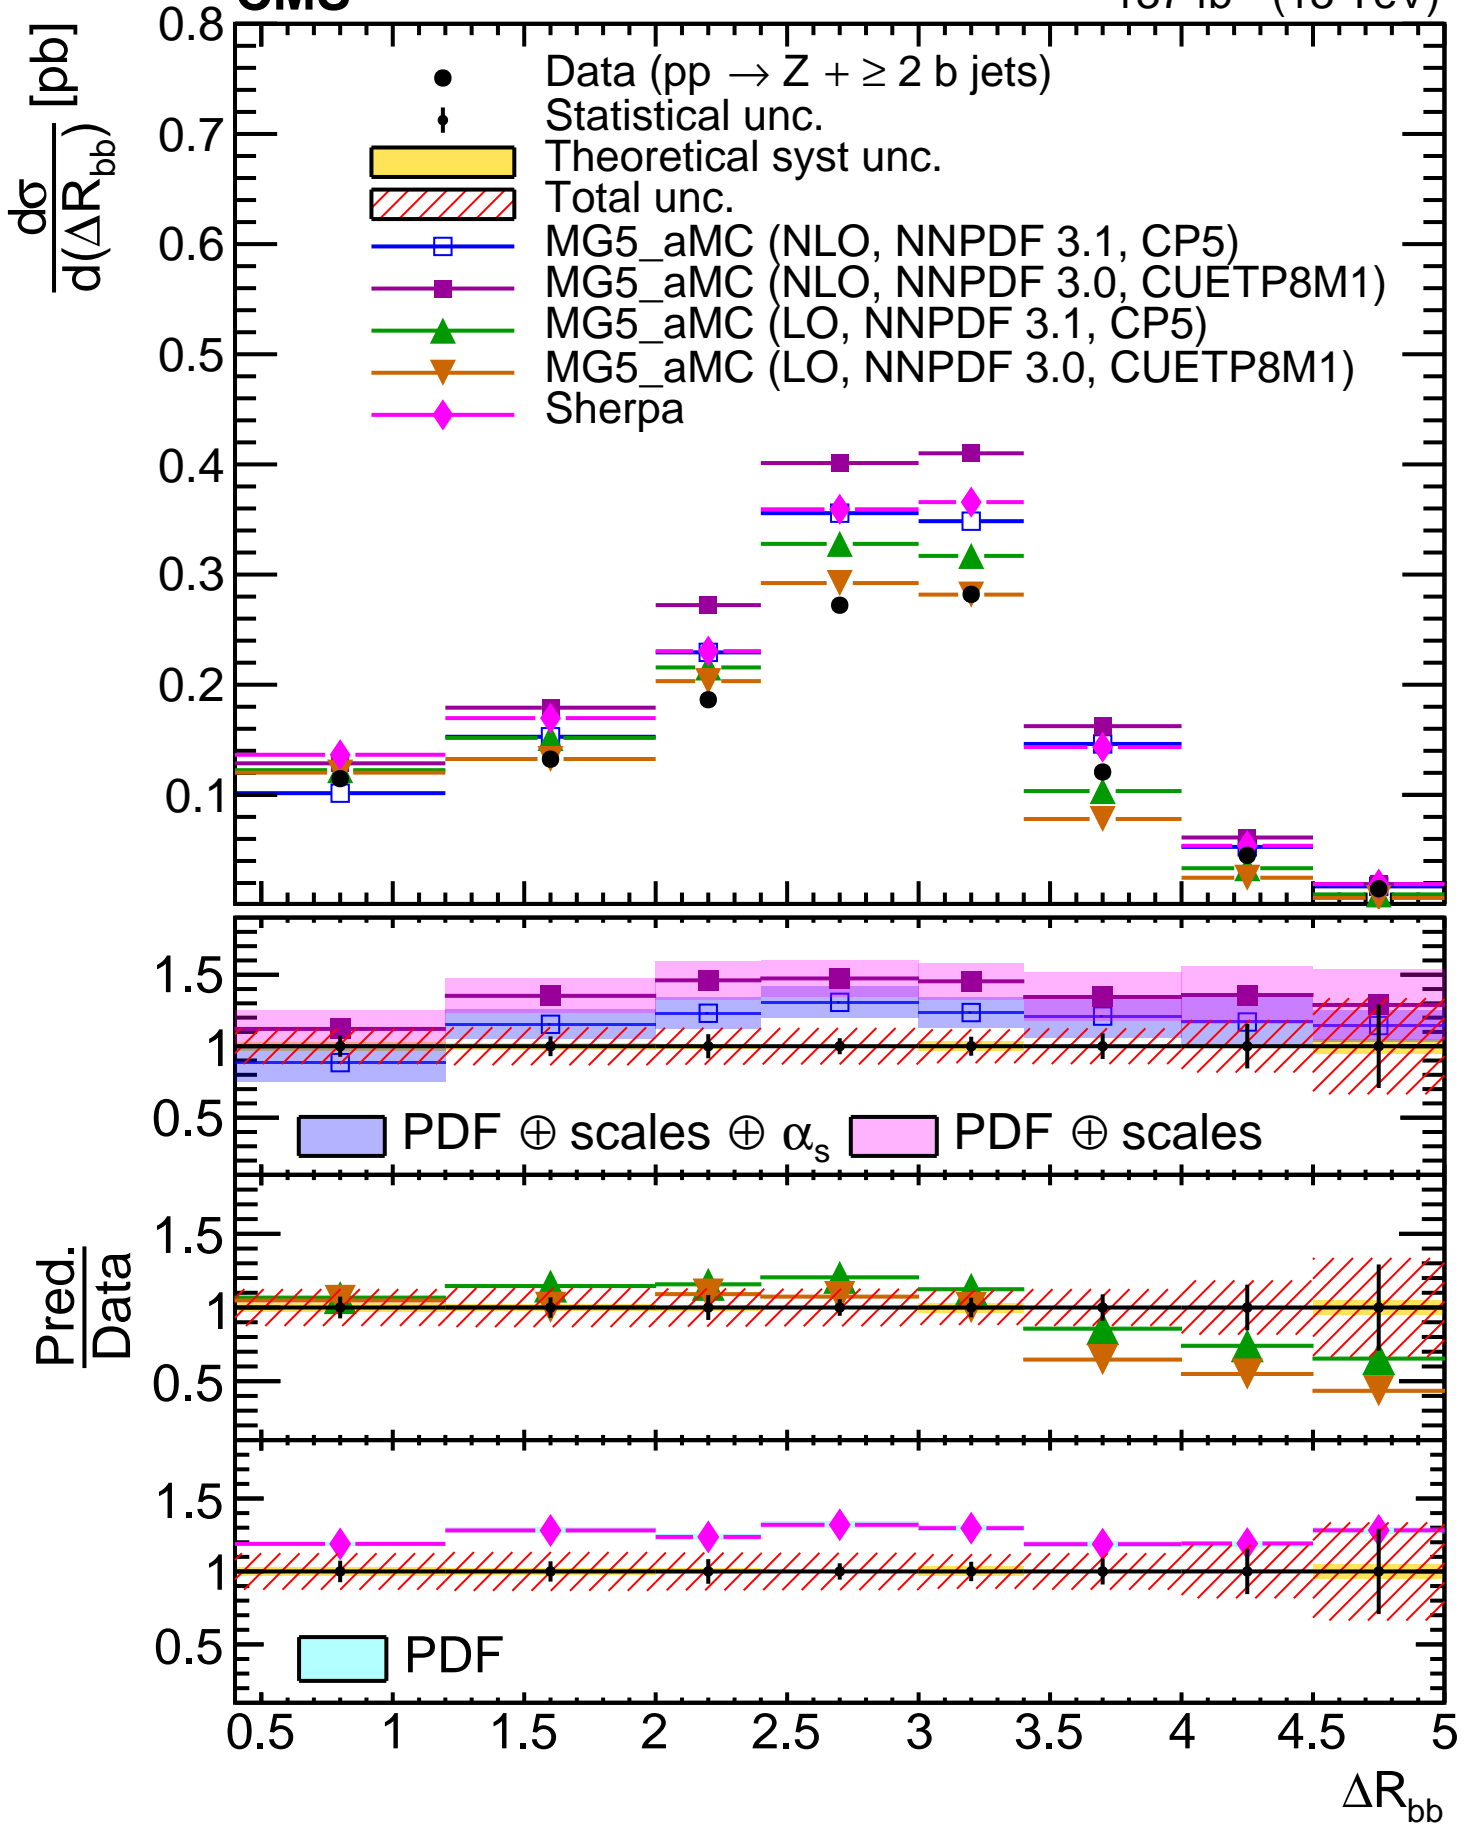 0.8
dσ
d(ΔR_bb) [pb]
0.7
0.6
0.5
0.4
0.3
0.2
0.1
Data (pp → Z + ≥ 2 b jets)
Statistical unc.
Theoretical syst unc.
Total unc.
MG5_aMC (NLO, NNPDF 3.1, CP5)
MG5_aMC (NLO, NNPDF 3.0, CUETP8M1)
MG5_aMC (LO, NNPDF 3.1, CP5)
MG5_aMC (LO, NNPDF 3.0, CUETP8M1)
Sherpa
1.5
1
0.5
PDF ⊕ scales ⊕ α_s PDF ⊕ scales
Pred.
Data
1.5
1
0.5
1.5
1
0.5
PDF
0.5 1 1.5 2 2.5 3 3.5 4 4.5 5
ΔR_bb